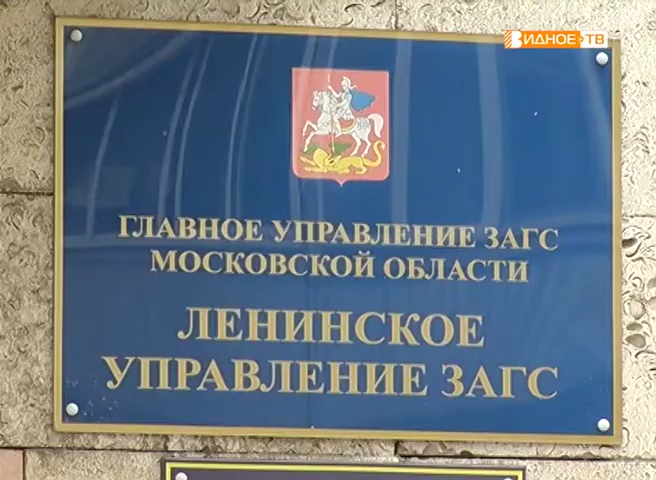 ВИДНОЕ-ТВ
ГЛАВНОЕ УПРАВЛЕНИЕ ЗАГС
МОСКОВСКОЙ ОБЛАСТИ
ЛЕНИНСКОЕ
УПРАВЛЕНИЕ ЗАГС